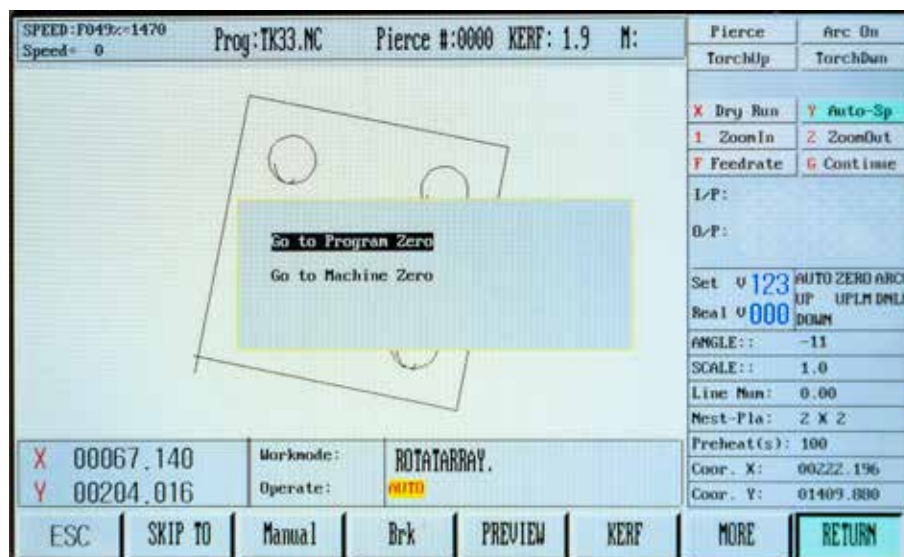 SPEED:F049%=1470
Speed= 0
Prog:TK33.NC
Pierce #:0000 KERF: 1.9 M:
Pierce Arc On
TorchUp TorchDwn
X Dry Run Y Auto-Sp
1 ZoomIn 2 ZoomOut
F Feedrate G Continue
I/P:
O/P:
Set V 123 AUTO ZERO ARC
UP UPLM DNL
Real V 000 DOWN
ANGLE:: -11
SCALE:: 1.0
Line Num: 0.00
Nest-Pla: 2 X 2
Preheat(s): 100
Coor. X: 00222.196
Coor. Y: 01409.880
Go to Program Zero
Go to Machine Zero
X 00067.140
Y 00204.016
Workmode: ROTATARRAY.
Operate: AUTO
ESC SKIP TO Manual Brk PREVIEW KERF MORE RETURN